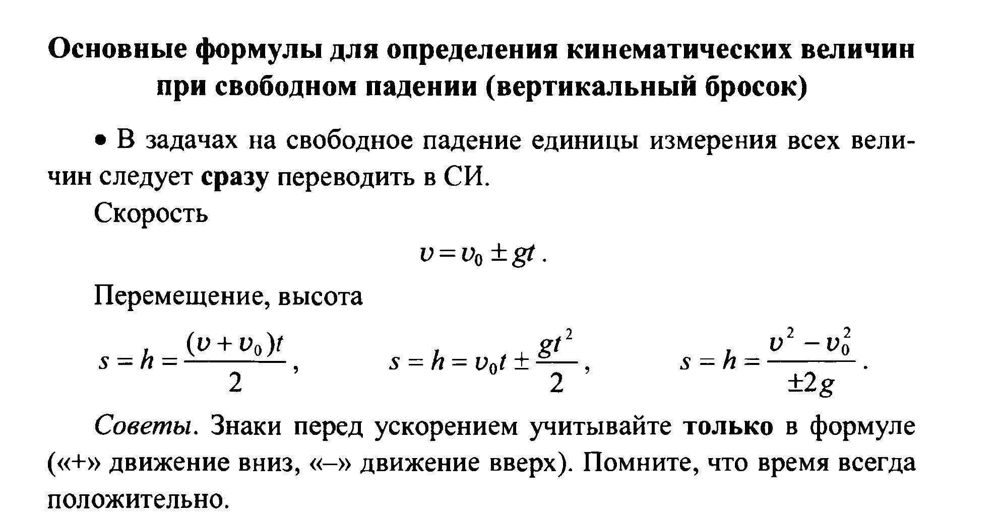 Основные формулы для определения кинематических величин
при свободном падении (вертикальный бросок)
• В задачах на свободное падение единицы измерения всех вели-
чин следует сразу переводить в СИ.
Скорость
υ = υ₀ ± gt .
Перемещение, высота
s = h = (υ + υ₀)t / 2 , s = h = υ₀t ± gt² / 2 , s = h = υ² − υ₀² / ±2g .
Советы. Знаки перед ускорением учитывайте только в формуле
(«+» движение вниз, «–» движение вверх). Помните, что время всегда
положительно.